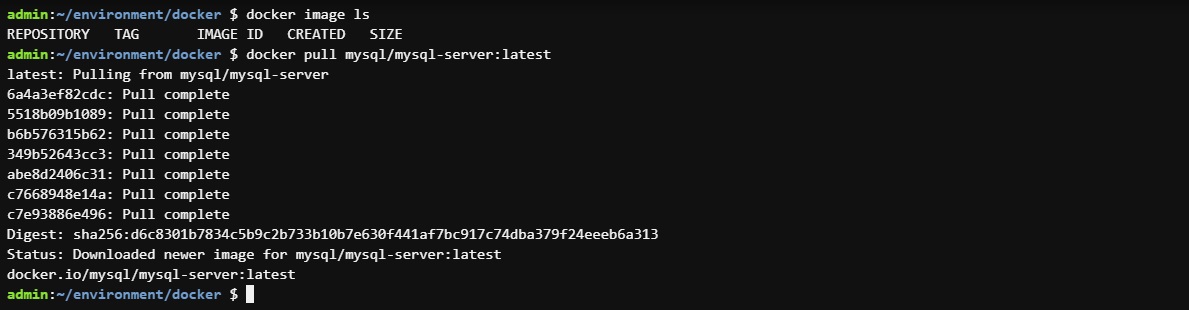 admin:~/environment/docker $ docker image ls
REPOSITORY   TAG       IMAGE ID   CREATED   SIZE
admin:~/environment/docker $ docker pull mysql/mysql-server:latest
latest: Pulling from mysql/mysql-server
6a4a3ef82cdc: Pull complete
5518b09b1089: Pull complete
b6b576315b62: Pull complete
349b52643cc3: Pull complete
abe8d2406c31: Pull complete
c7668948e14a: Pull complete
c7e93886e496: Pull complete
Digest: sha256:d6c8301b7834c5b9c2b733b10b7e630f441af7bc917c74dba379f24eeeb6a313
Status: Downloaded newer image for mysql/mysql-server:latest
docker.io/mysql/mysql-server:latest
admin:~/environment/docker $